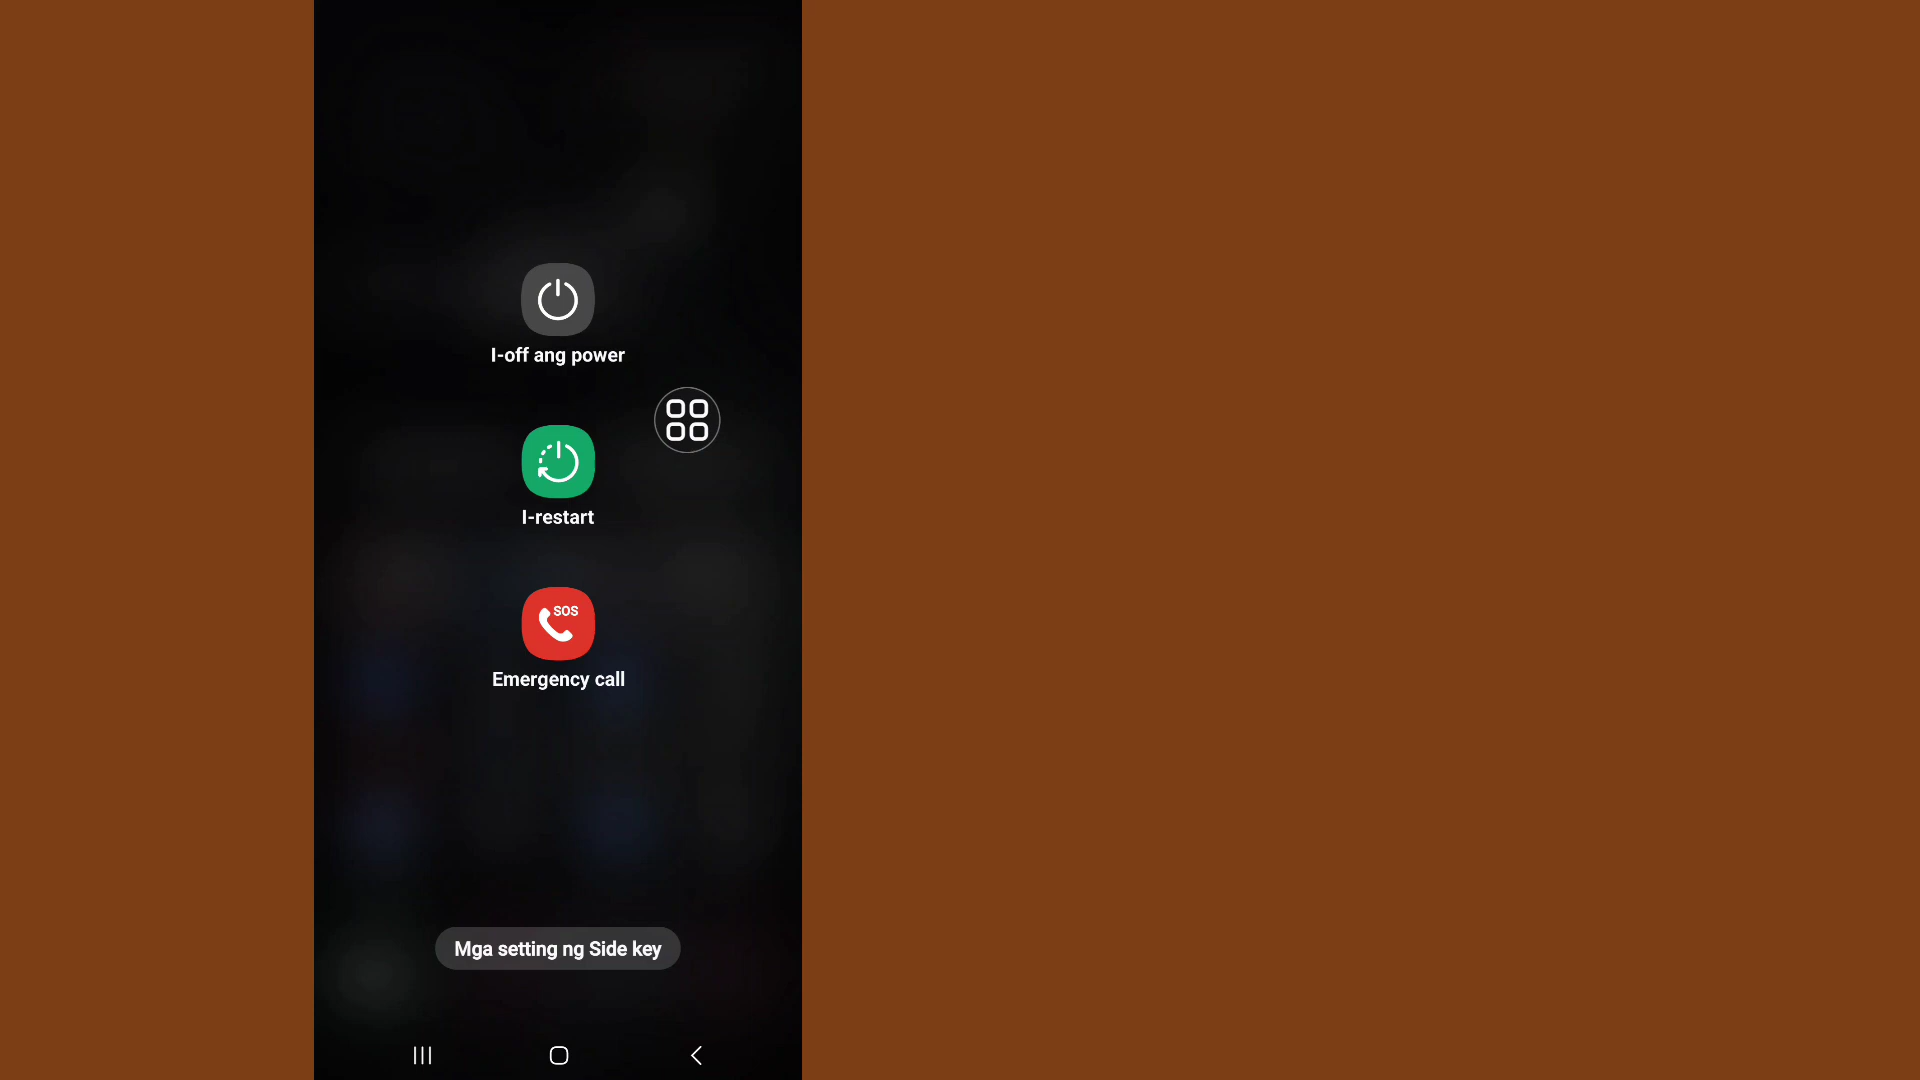 I-off ang power
I-restart
SOS
Emergency call
Mga setting ng Side key